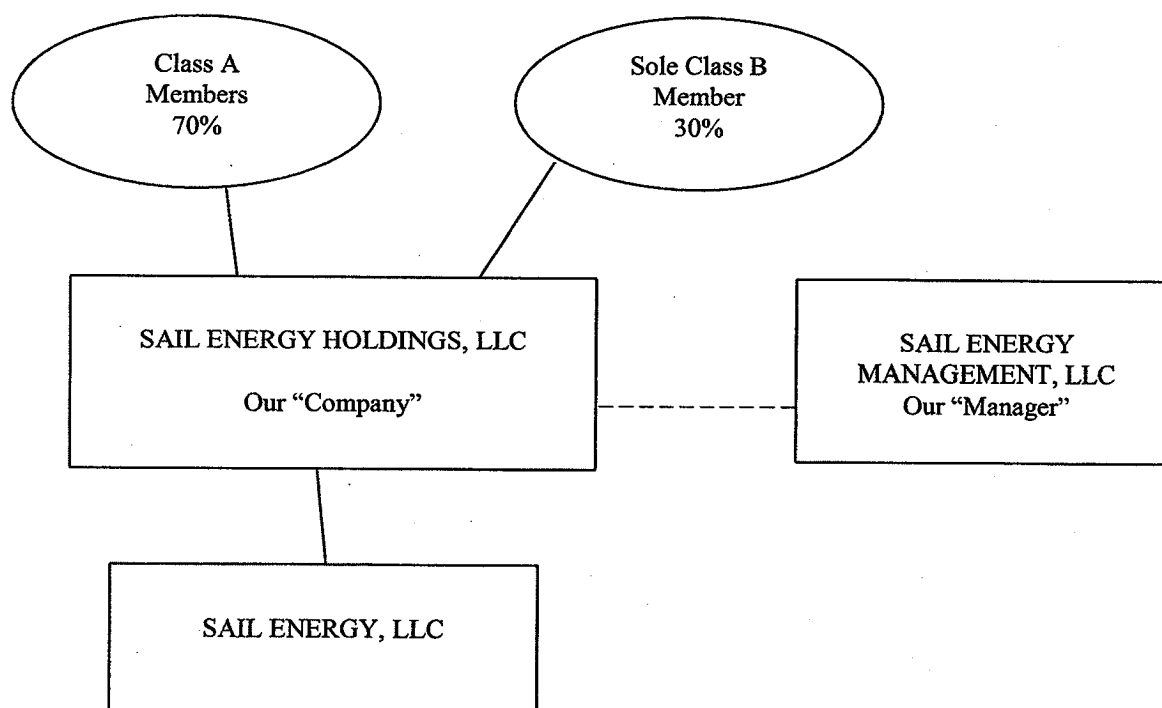 Class A
Members
70%
Sole Class B
Member
30%
SAIL ENERGY HOLDINGS, LLC
Our “Company”
SAIL ENERGY
MANAGEMENT, LLC
Our “Manager”
SAIL ENERGY, LLC